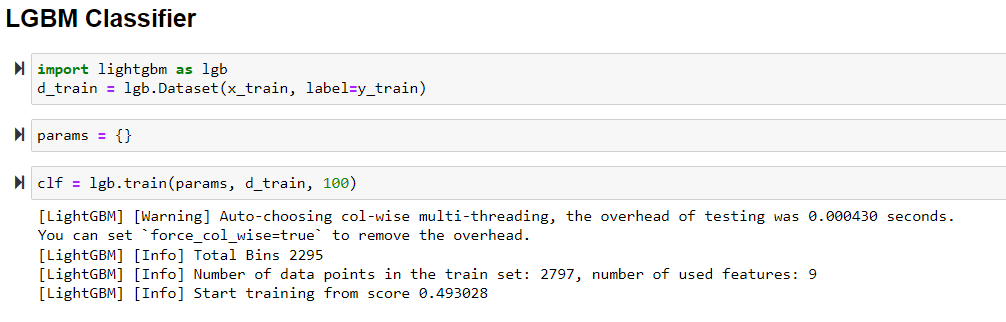 LGBM Classifier
import lightgbm as lgb
d_train = lgb.Dataset(x_train, label=y_train)
params = {}
clf = lgb.train(params, d_train, 100)
[LightGBM] [Warning] Auto-choosing col-wise multi-threading, the overhead of testing was 0.000430 seconds.
You can set `force_col_wise=true` to remove the overhead.
[LightGBM] [Info] Total Bins 2295
[LightGBM] [Info] Number of data points in the train set: 2797, number of used features: 9
[LightGBM] [Info] Start training from score 0.493028